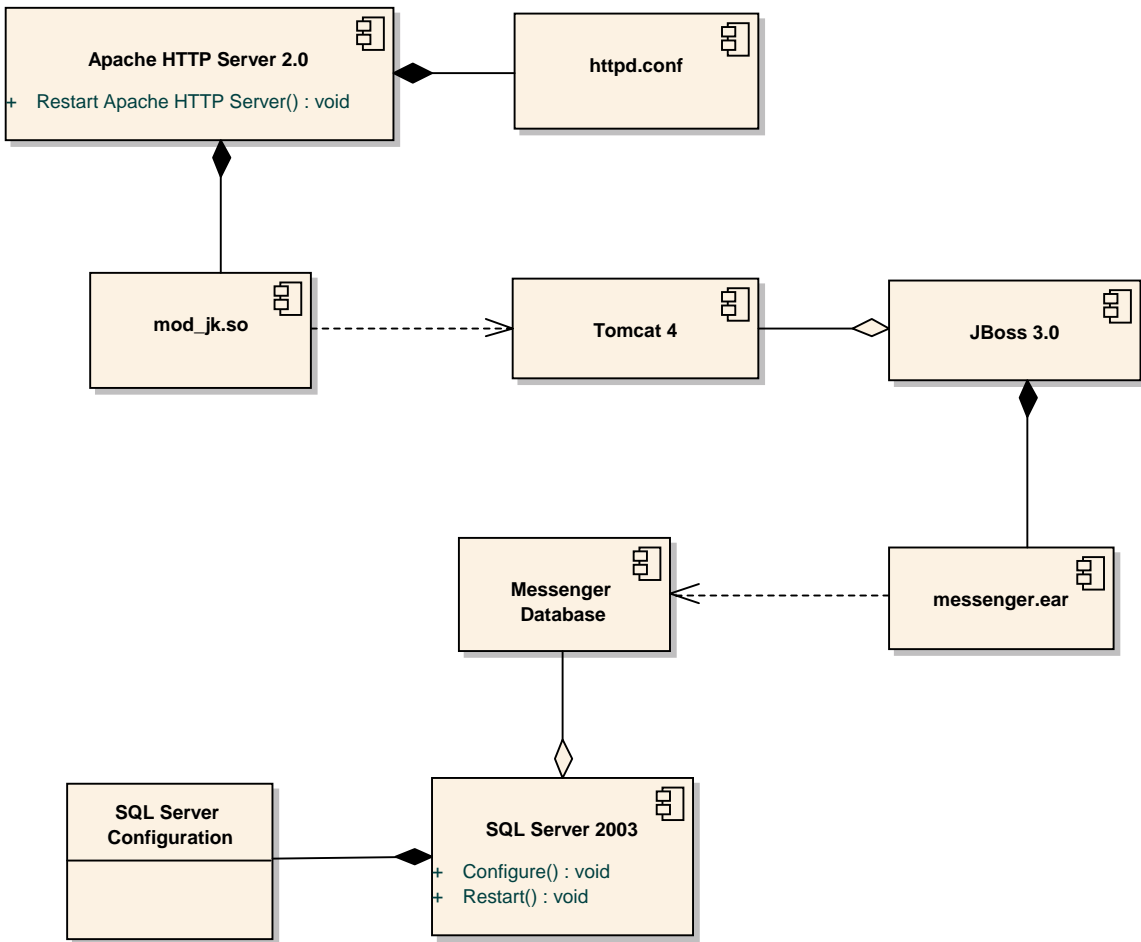 Apache HTTP Server 2.0
+ Restart Apache HTTP Server() : void
httpd.conf
mod_jk.so
Tomcat 4
JBoss 3.0
Messenger
Database
messenger.ear
SQL Server
Configuration
SQL Server 2003
+ Configure() : void
+ Restart() : void